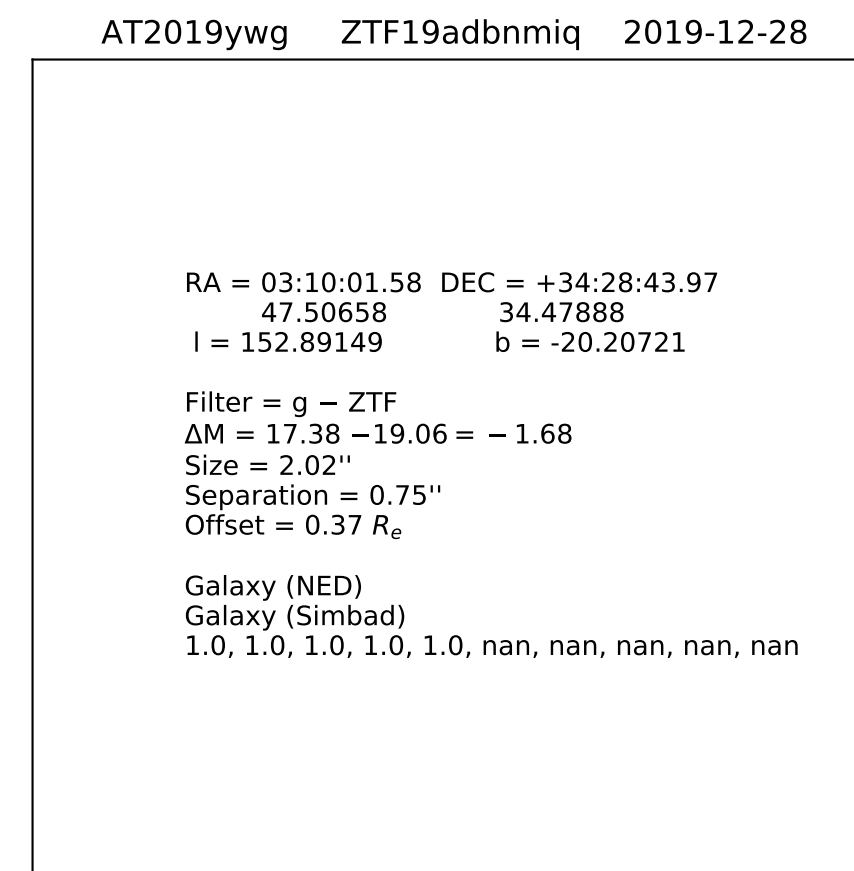 AT2019ywg ZTF19adbnmiq 2019-12-28
RA = 03:10:01.58 DEC = +34:28:43.97
47.50658 34.47888
l = 152.89149 b = -20.20721
Filter = g − ZTF
ΔM = 17.38 −19.06 = − 1.68
Size = 2.02''
Separation = 0.75''
Offset = 0.37 Re
Galaxy (NED)
Galaxy (Simbad)
1.0, 1.0, 1.0, 1.0, 1.0, nan, nan, nan, nan, nan